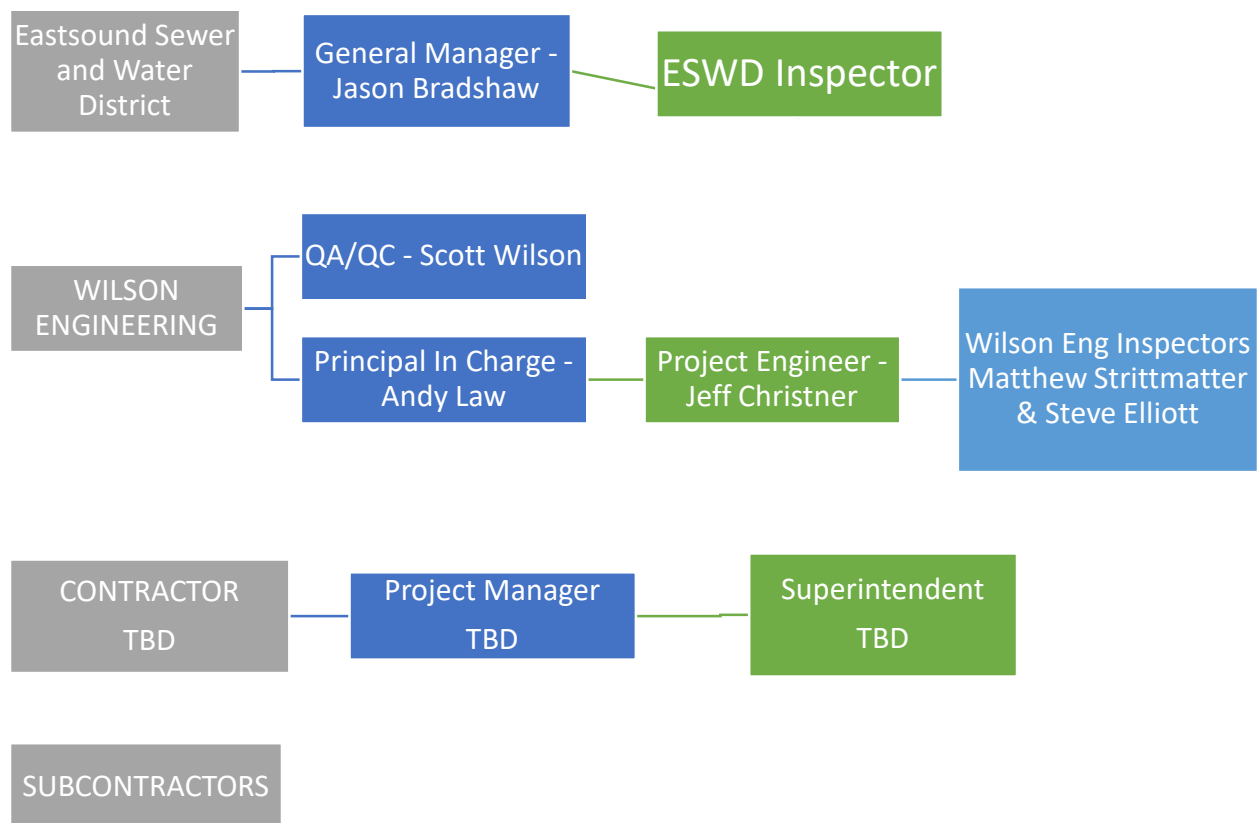 Eastsound Sewer
and Water
District
General Manager -
Jason Bradshaw
ESWD Inspector
WILSON
ENGINEERING
QA/QC - Scott Wilson
Principal In Charge -
Andy Law
Project Engineer -
Jeff Christner
Wilson Eng Inspectors
Matthew Strittmatter
& Steve Elliott
CONTRACTOR
TBD
Project Manager
TBD
Superintendent
TBD
SUBCONTRACTORS